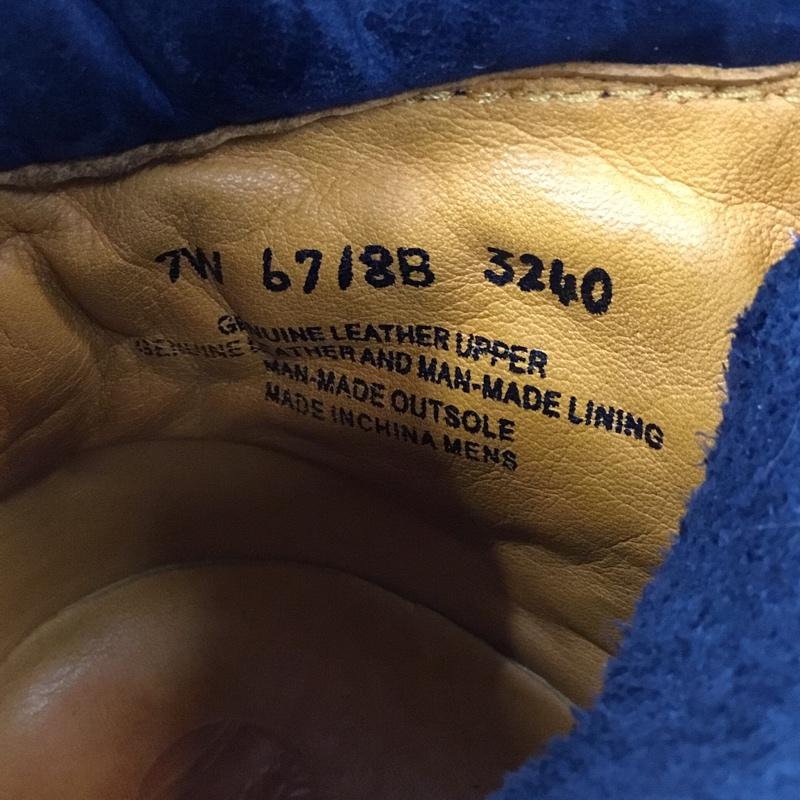 7W 6718B 3240
GENUINE LEATHER UPPER
GENUINE LEATHER AND MAN-MADE LINING
MAN-MADE OUTSOLE
MADE IN CHINA MENS